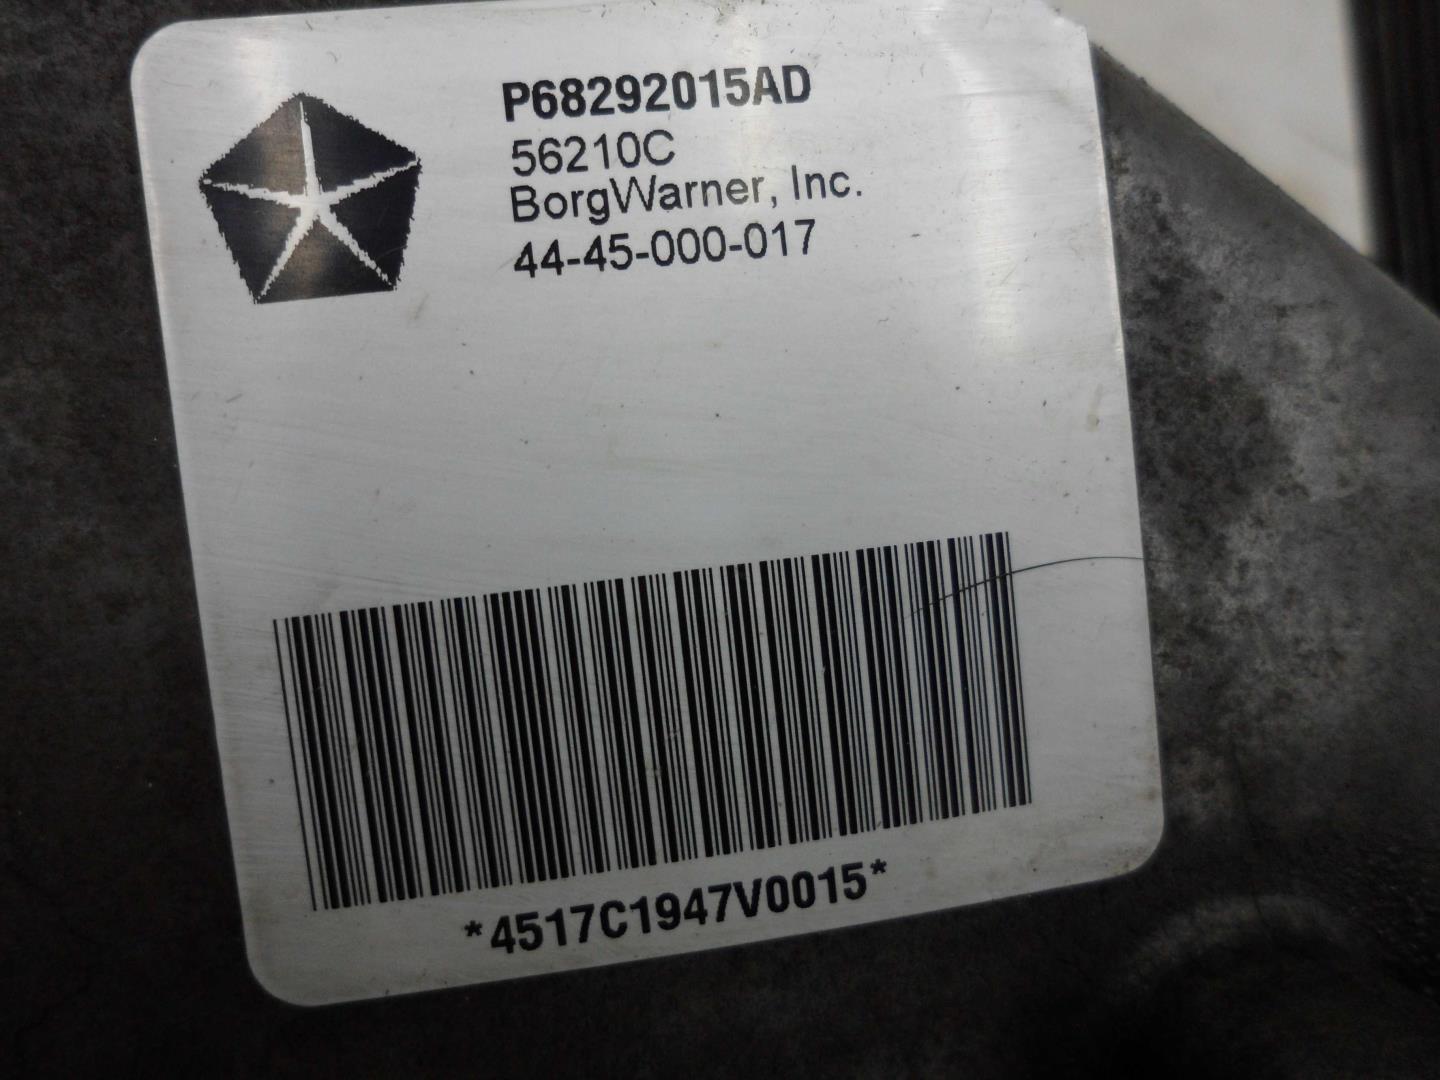 P68292015AD
56210C
BorgWarner, Inc.
44-45-000-017
*4517C1947V0015*